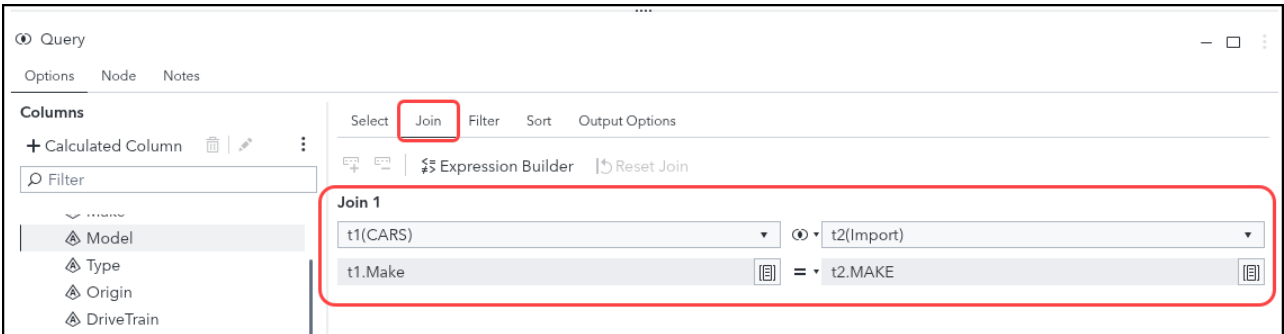 Query
Options Node Notes
Columns
+ Calculated Column
Filter
Model
Type
Origin
DriveTrain
Select Join Filter Sort Output Options
Expression Builder Reset Join
Join 1
t1(CARS) t2(Import)
t1.Make = t2.MAKE